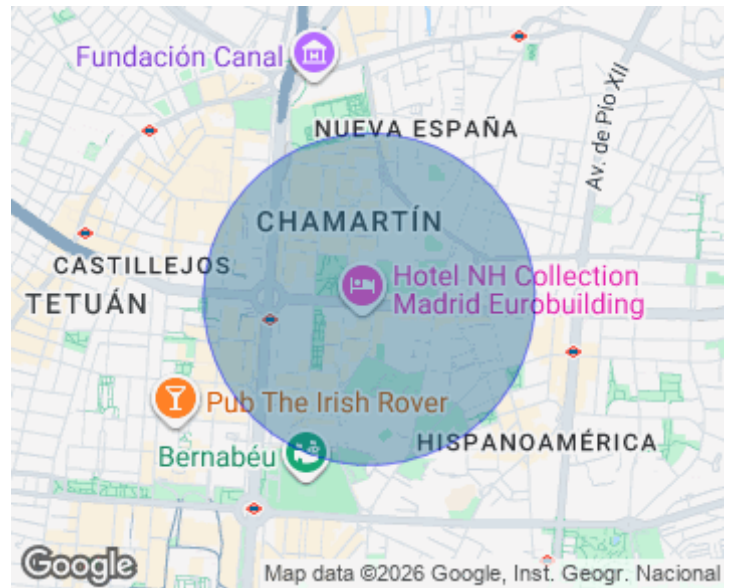 Fundación Canal
NUEVA ESPAÑA
Av. de Pío XII
CHAMARTÍN
CASTILLEJOS
TETUÁN
Hotel NH Collection
Madrid Eurobuilding
Pub The Irish Rover
HISPANOAMÉRICA
Bernabéu
Google
Map data ©2026 Google, Inst. Geogr. Nacional